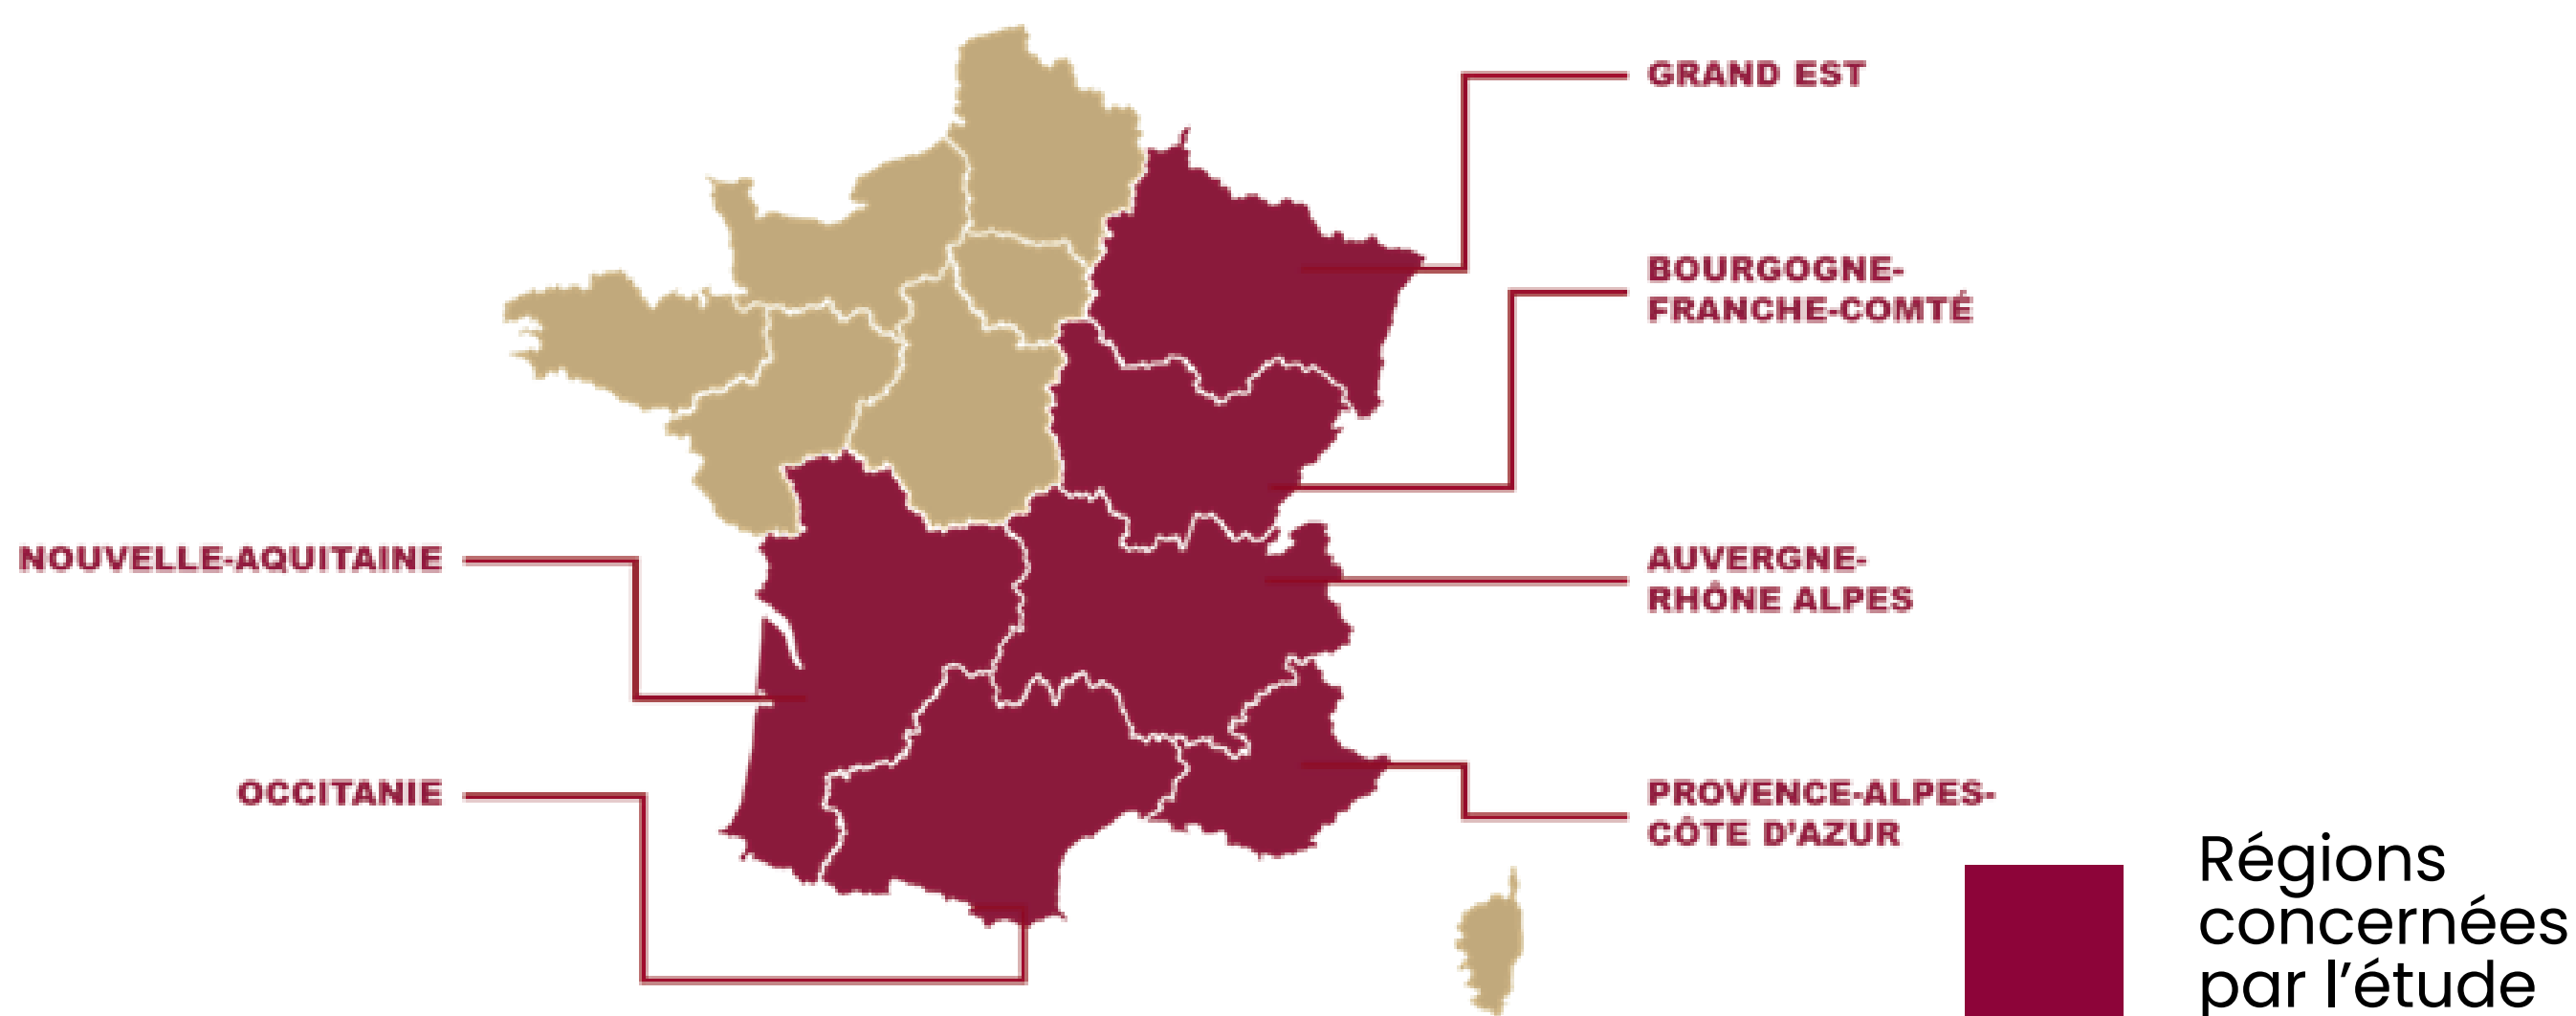 GRAND EST
BOURGOGNE-
FRANCHE-COMTÉ
NOUVELLE-AQUITAINE
AUVERGNE-
RHÔNE ALPES
OCCITANIE
PROVENCE-ALPES-
CÔTE D'AZUR
Régions
concernées
par l'étude